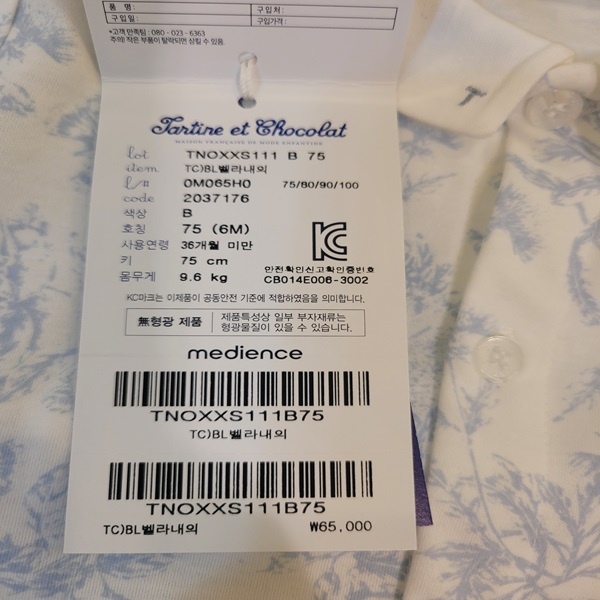 품 명 :
구입처 :
구입일 :
구입가격 :
*고객 만족팀 : 080 - 023 - 6363
주의! 작은 부품이 탈락되면 삼킬 수 있음.
Tartine et Chocolat
MAISON FRANÇAISE DE MODE ENFANTINE
lot TNOXXS111 B 75
item TC)BL벨라내의
l/# 0M065H0 75/80/90/100
code 2037176
색상 B
호칭 75 (6M)
사용연령 36개월 미만
키 75 cm
몸무게 9.6 kg
안전확인신고확인증번호
CB014E006-3002
KC마크는 이제품이 공동안전 기준에 적합하였음을 의미합니다.
無형광 제품 제품특성상 일부 부자재류는
형광물질이 있을 수 있습니다.
medience
TNOXXS111B75
TC)BL벨라내의
TNOXXS111B75
TC)BL벨라내의 ₩65,000